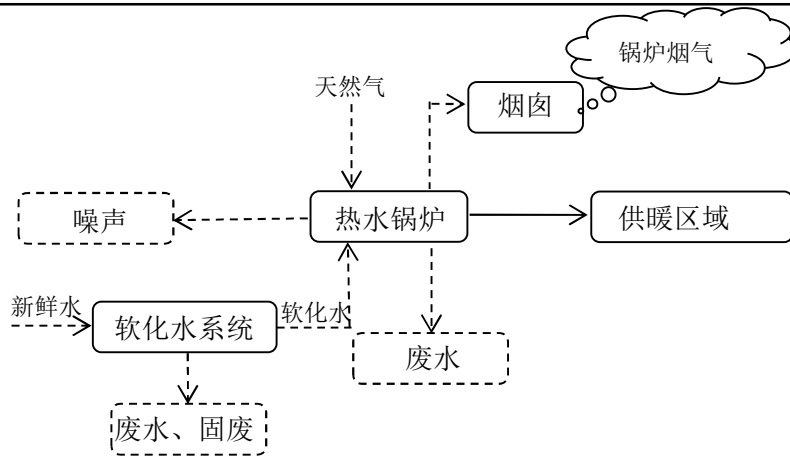 锅炉烟气
天然气
烟囱
噪声
热水锅炉
供暖区域
新鲜水
软化水系统
软化水
废水
废水、固废